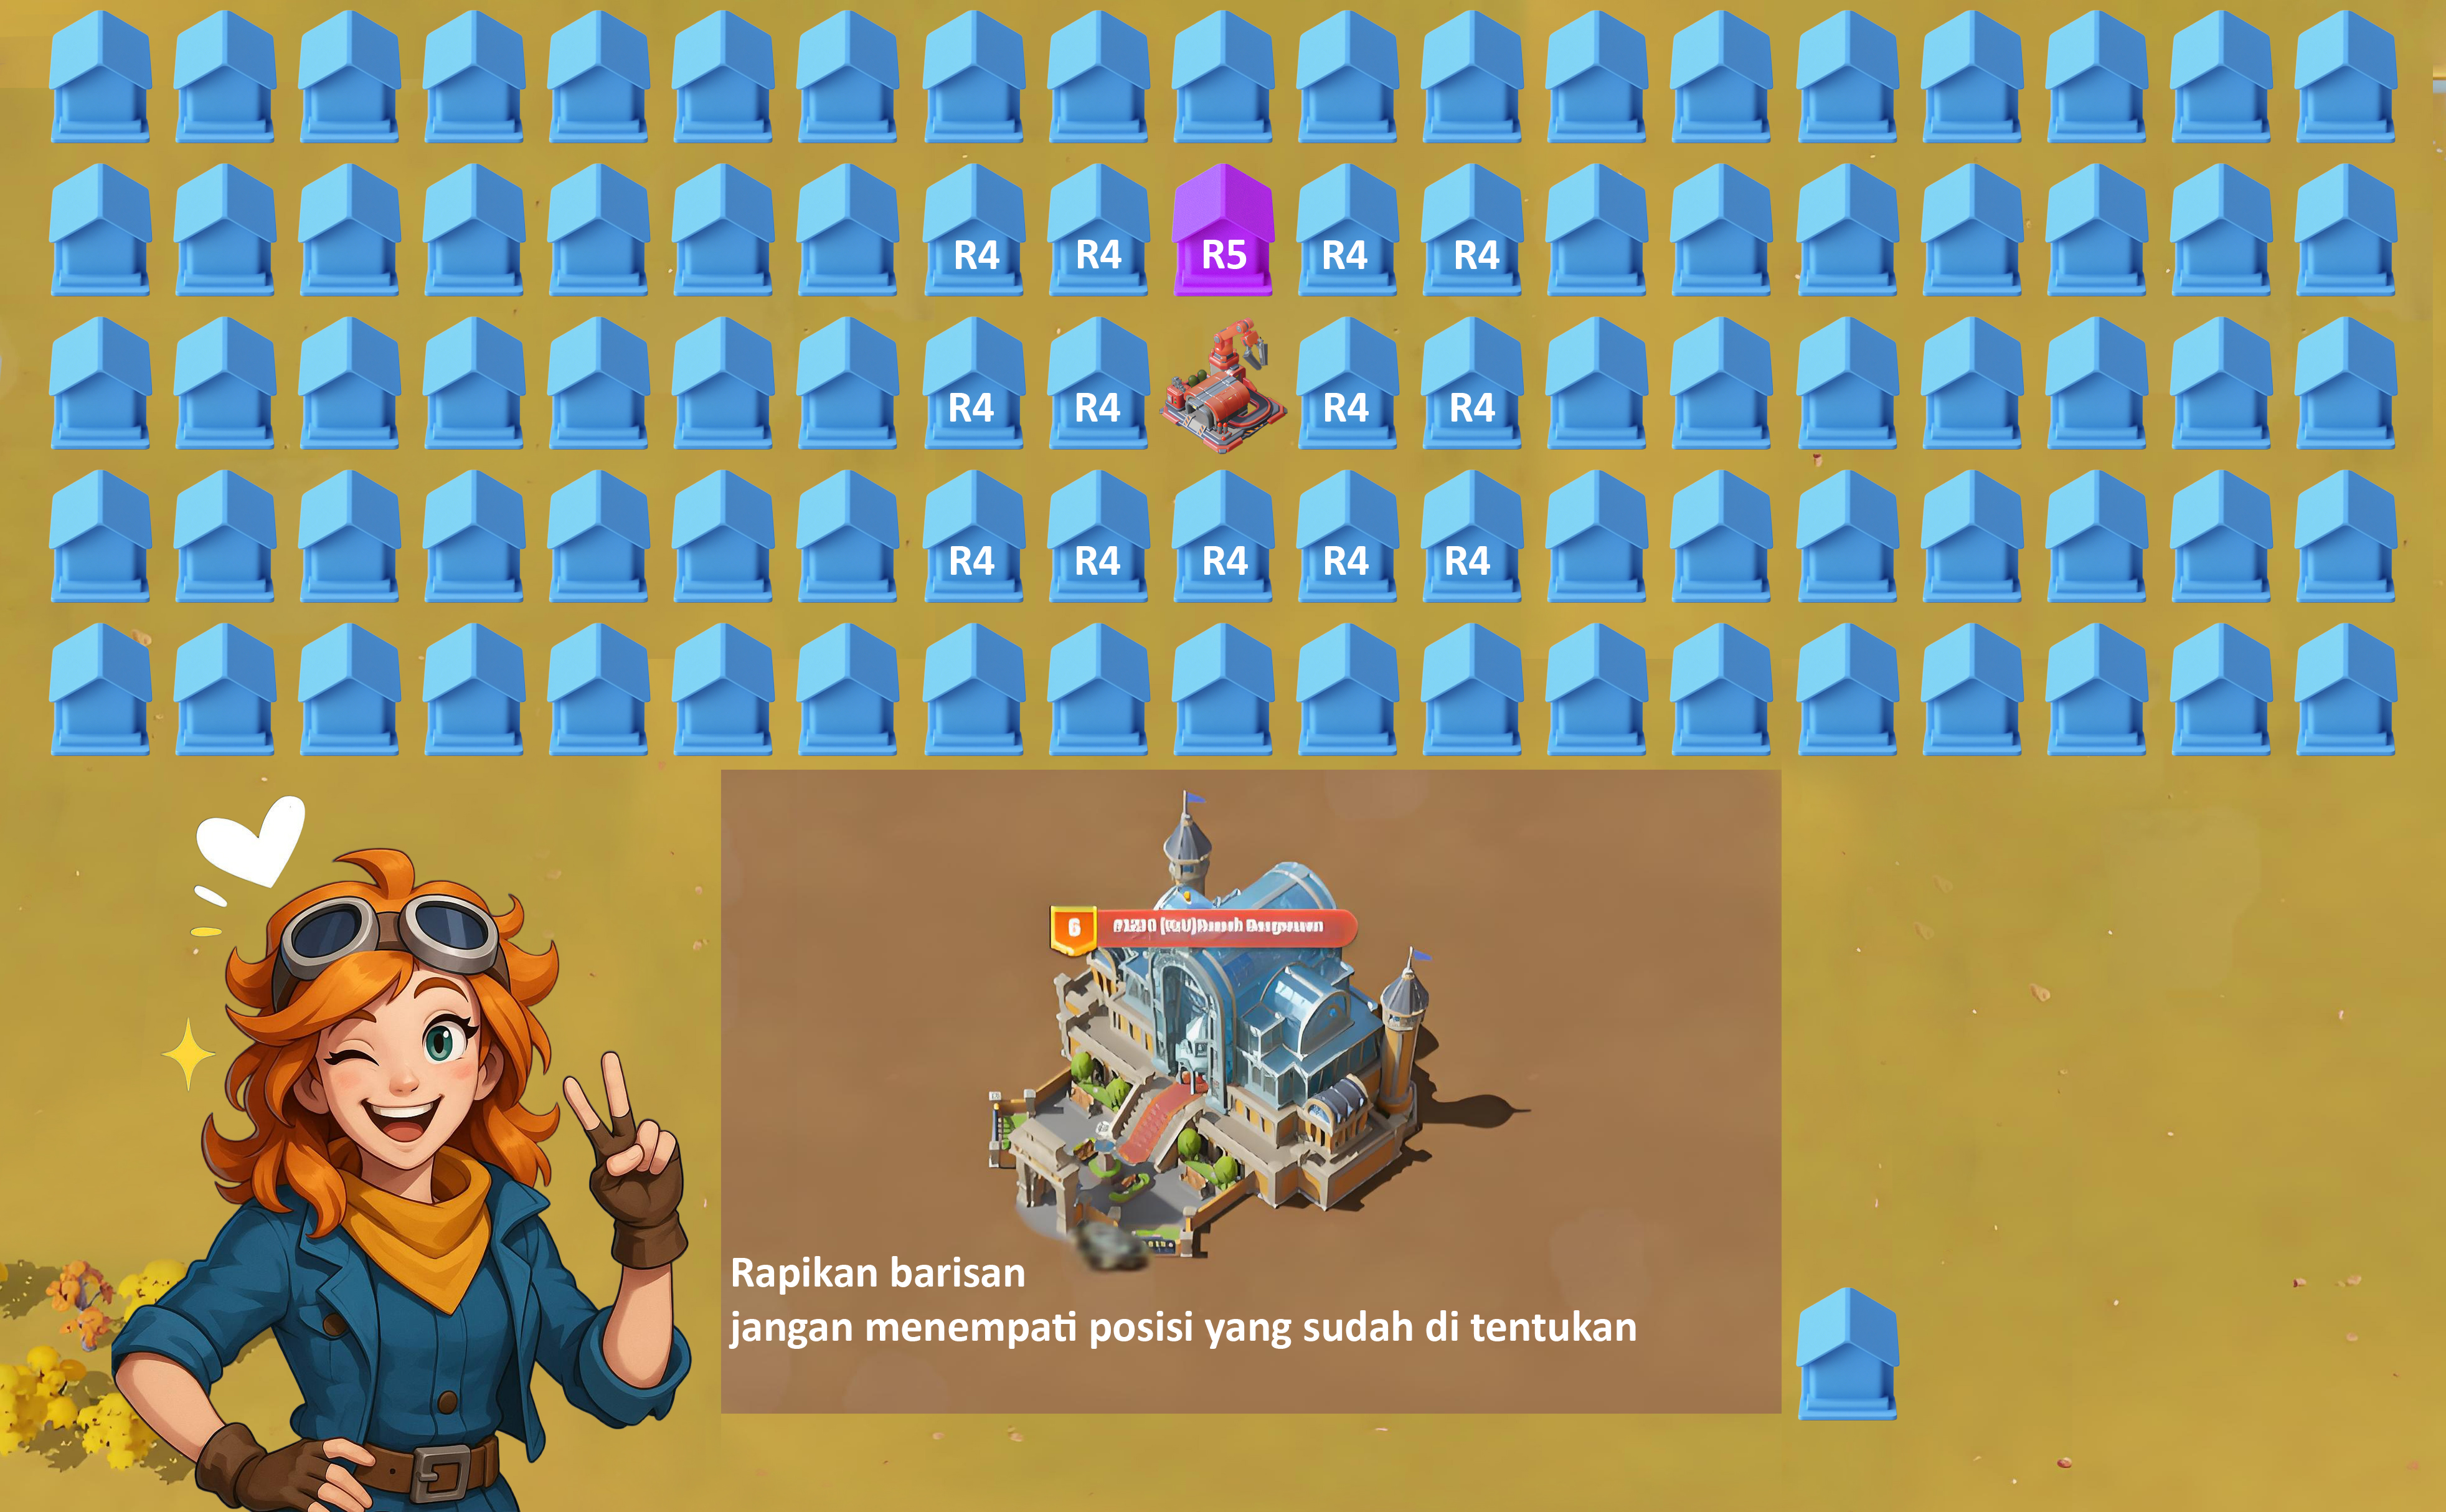 R4 R4 R5 R4 R4
R4 R4 R4 R4
R4 R4 R4 R4 R4
6
Rapikan barisan
jangan menempati posisi yang sudah di tentukan